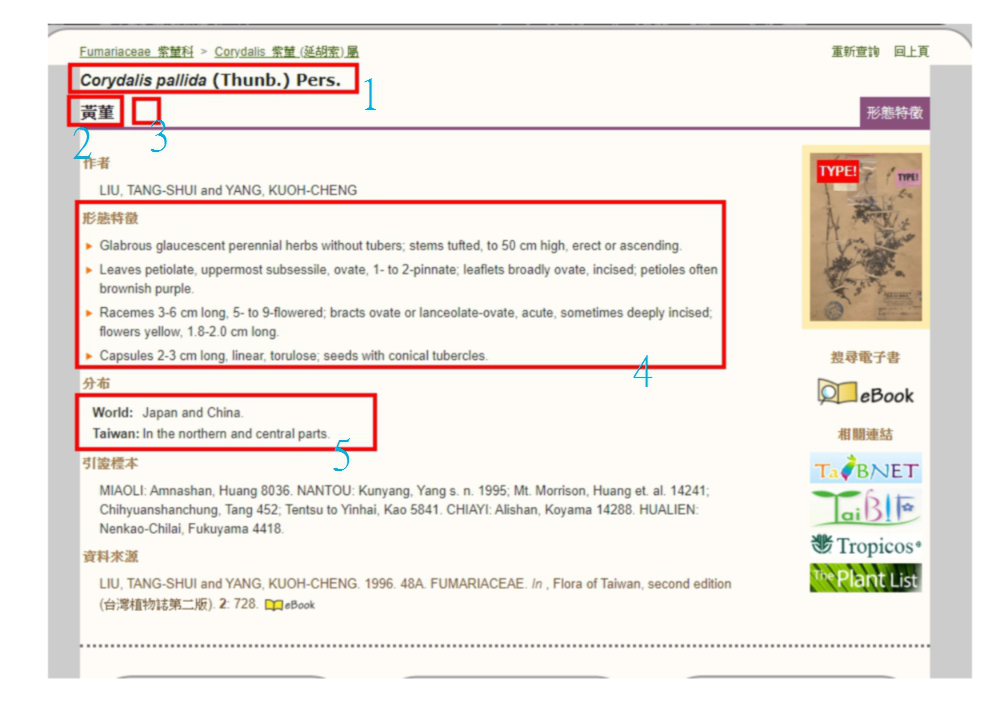 Fumariaceae 紫菫科 > Corydalis 紫菫 (延胡索) 屬
重新查詢 回上頁
Corydalis pallida (Thunb.) Pers.
1
黃菫
形態特徵
2
3
作者
LIU, TANG-SHUI and YANG, KUOH-CHENG
TYPE!
TYPE!
形態特徵
Glabrous glaucescent perennial herbs without tubers; stems tufted, to 50 cm high, erect or ascending.
Leaves petiolate, uppermost subsessile, ovate, 1- to 2-pinnate; leaflets broadly ovate, incised; petioles often
brownish purple.
Racemes 3-6 cm long, 5- to 9-flowered; bracts ovate or lanceolate-ovate, acute, sometimes deeply incised;
flowers yellow, 1.8-2.0 cm long.
Capsules 2-3 cm long, linear, torulose; seeds with conical tubercles.
4
分布
World: Japan and China.
Taiwan: In the northern and central parts.
5
引證標本
MIAOLI: Amnashan, Huang 8036. NANTOU: Kunyang, Yang s. n. 1995; Mt. Morrison, Huang et. al. 14241;
Chihyuanshanchung, Tang 452; Tentsu to Yinhai, Kao 5841. CHIAYI: Alishan, Koyama 14288. HUALIEN:
Nenkao-Chilai, Fukuyama 4418.
資料來源
LIU, TANG-SHUI and YANG, KUOH-CHENG. 1996. 48A. FUMARIACEAE. In , Flora of Taiwan, second edition
(台灣植物誌第二版). 2: 728. eBook
搜尋電子書
eBook
相關連結
TaiBNET
TaiBIF
Tropicos
The Plant List